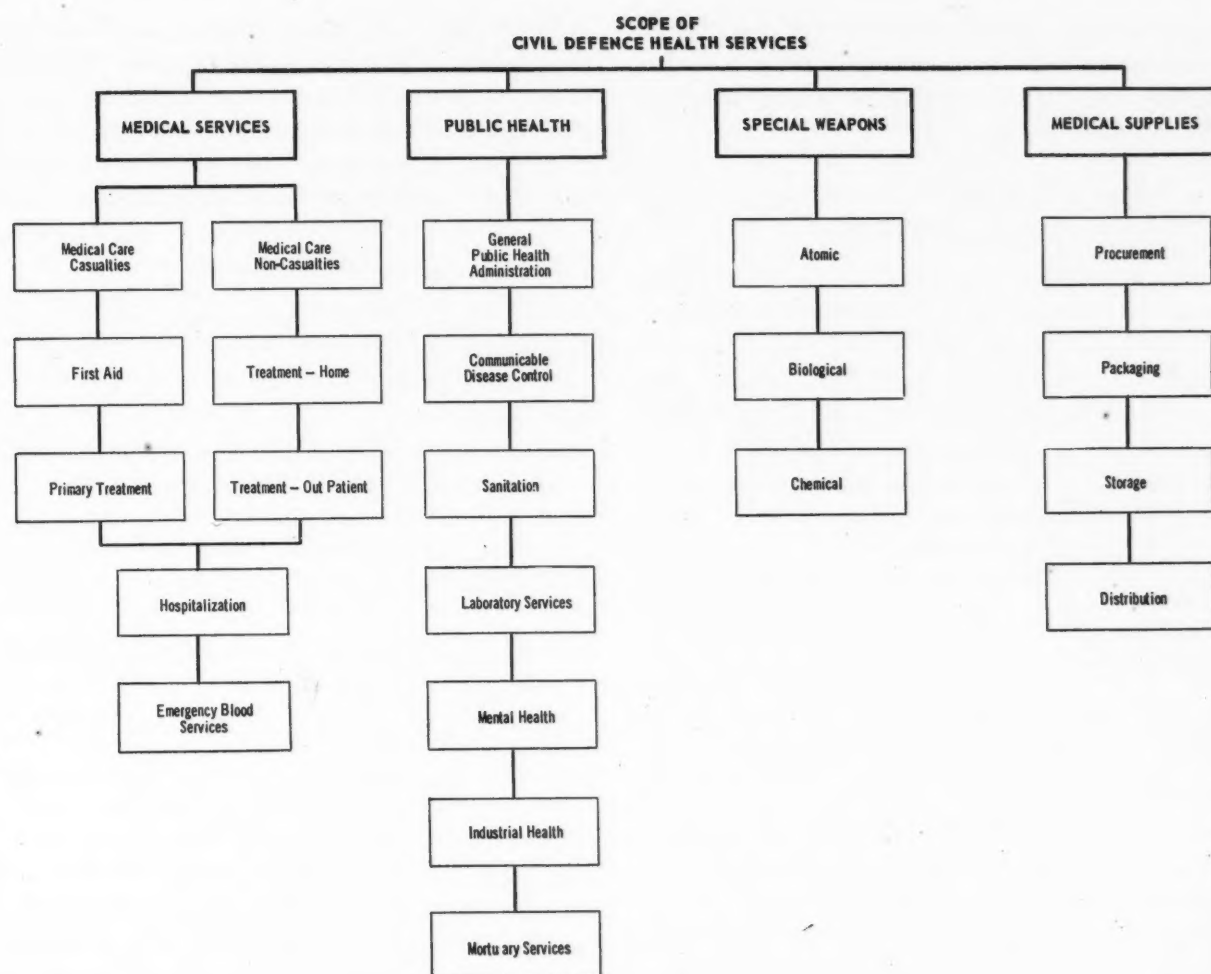 SCOPE OF
CIVIL DEFENCE HEALTH SERVICES
MEDICAL SERVICES
PUBLIC HEALTH
SPECIAL WEAPONS
MEDICAL SUPPLIES
Medical Care
Casualties
Medical Care
Non-Casualties
First Aid
Treatment – Home
Primary Treatment
Treatment – Out Patient
Hospitalization
Emergency Blood
Services
General
Public Health
Administration
Communicable
Disease Control
Sanitation
Laboratory Services
Mental Health
Industrial Health
Mortuary Services
Atomic
Biological
Chemical
Procurement
Packaging
Storage
Distribution